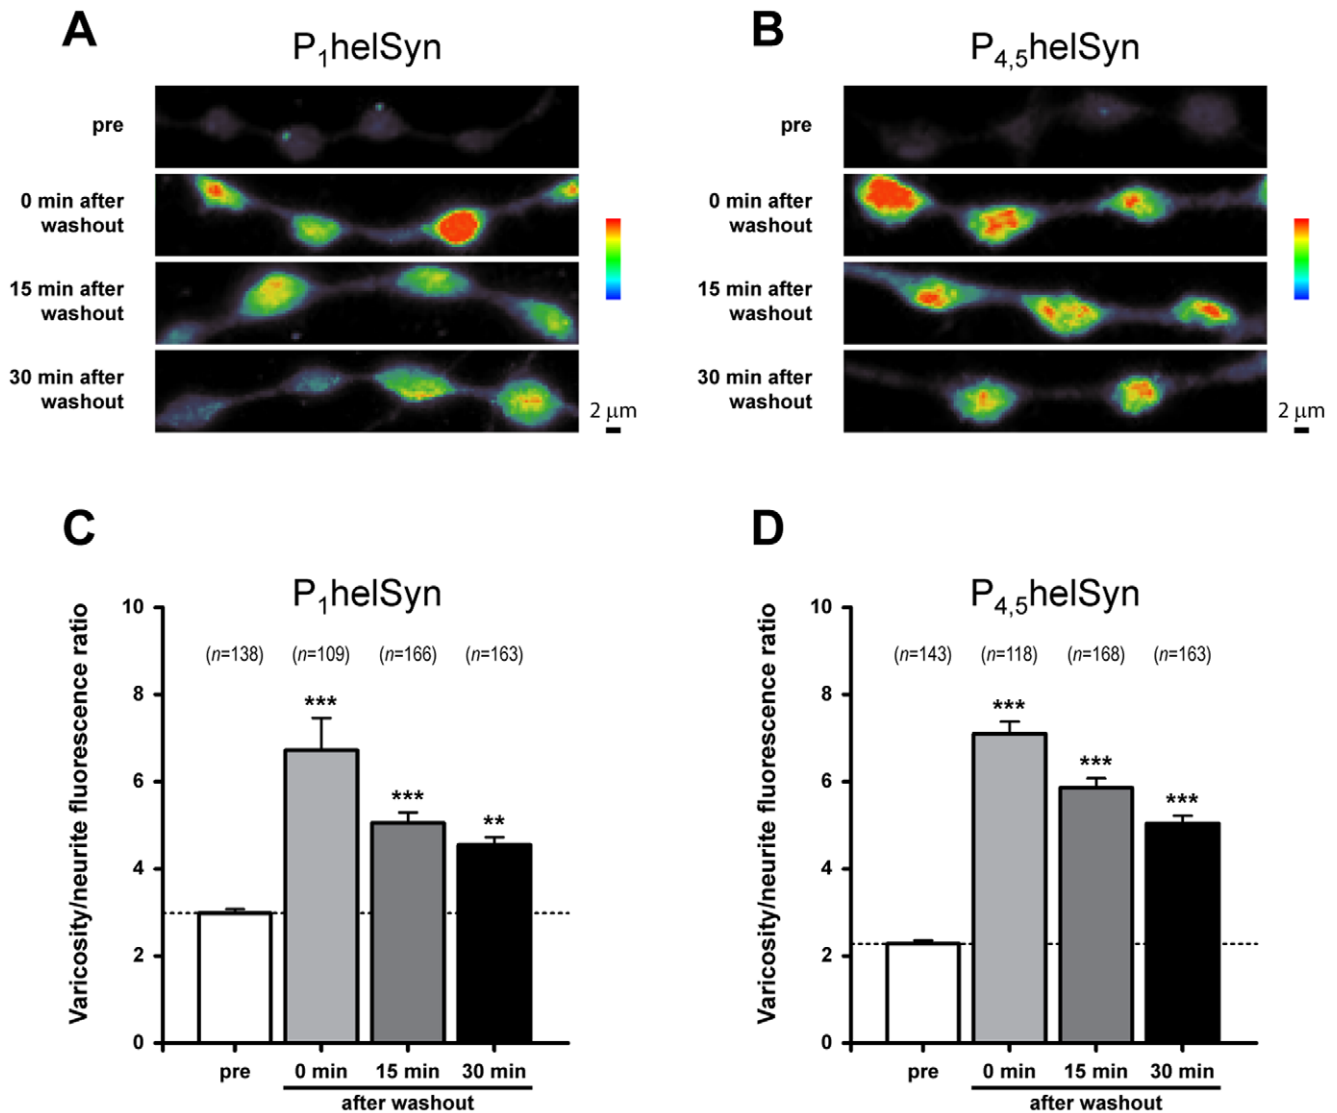 A
P1helSyn
pre
0 min after
washout
15 min after
washout
30 min after
washout
2 μm
B
P4,5helSyn
pre
0 min after
washout
15 min after
washout
30 min after
washout
2 μm
C
P1helSyn
Varicosity/neurite fluorescence ratio
10
8
6
4
2
0
(n=138) (n=109) (n=166) (n=163)
*** *** **
pre 0 min 15 min 30 min
after washout
D
P4,5helSyn
Varicosity/neurite fluorescence ratio
10
8
6
4
2
0
(n=143) (n=118) (n=168) (n=163)
*** *** ***
pre 0 min 15 min 30 min
after washout